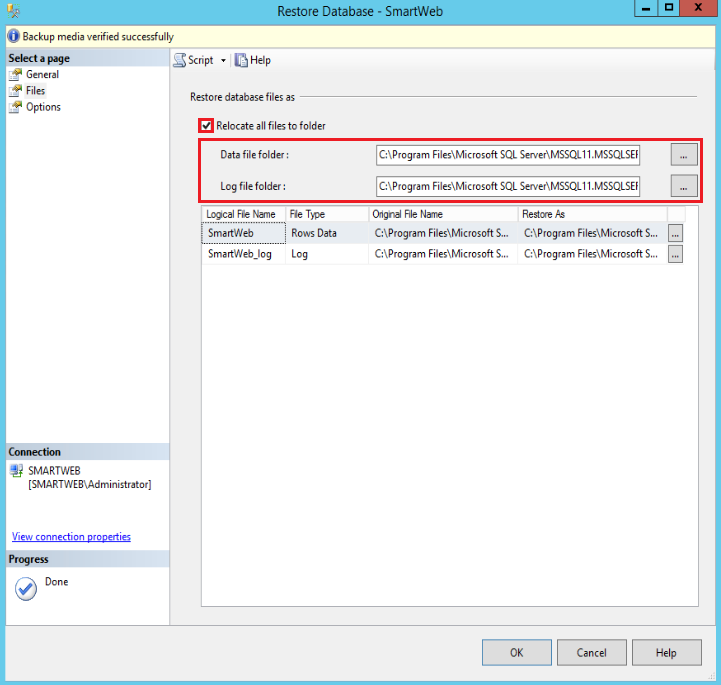 Restore Database - SmartWeb
Backup media verified successfully
Select a page
General
Files
Options
Script Help
Restore database files as
Relocate all files to folder
Data file folder : C:\Program Files\Microsoft SQL Server\MSSQL11.MSSQLSER ...
Log file folder : C:\Program Files\Microsoft SQL Server\MSSQL11.MSSQLSER ...
Logical File Name File Type Original File Name Restore As
SmartWeb Rows Data C:\Program Files\Microsoft S... C:\Program Files\Microsoft S... ...
SmartWeb_log Log C:\Program Files\Microsoft S... C:\Program Files\Microsoft S... ...
Connection
SMARTWEB
[SMARTWEB\Administrator]
View connection properties
Progress
Done
OK Cancel Help